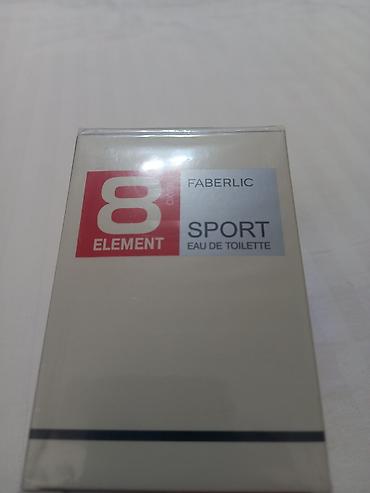 8
ELEMENT
FABERLIC
SPORT
EAU DE TOILETTE